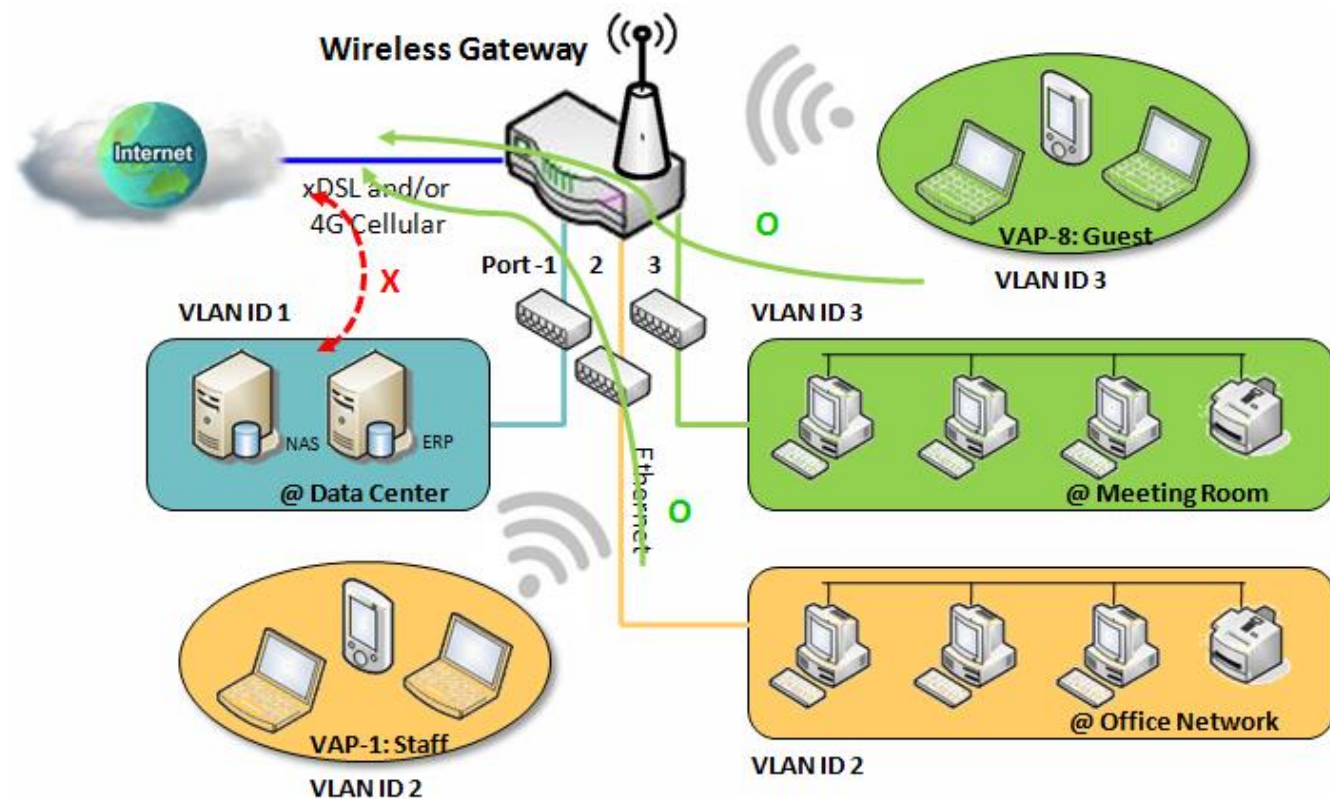 Wireless Gateway
Internet
xDSL and/or
4G Cellular
O
X
VAP-8: Guest
VLAN ID 3
Port -1
2
3
VLAN ID 1
VLAN ID 3
NAS
ERP
@ Data Center
@ Meeting Room
Ethernet
O
VAP-1: Staff
VLAN ID 2
@ Office Network
VLAN ID 2